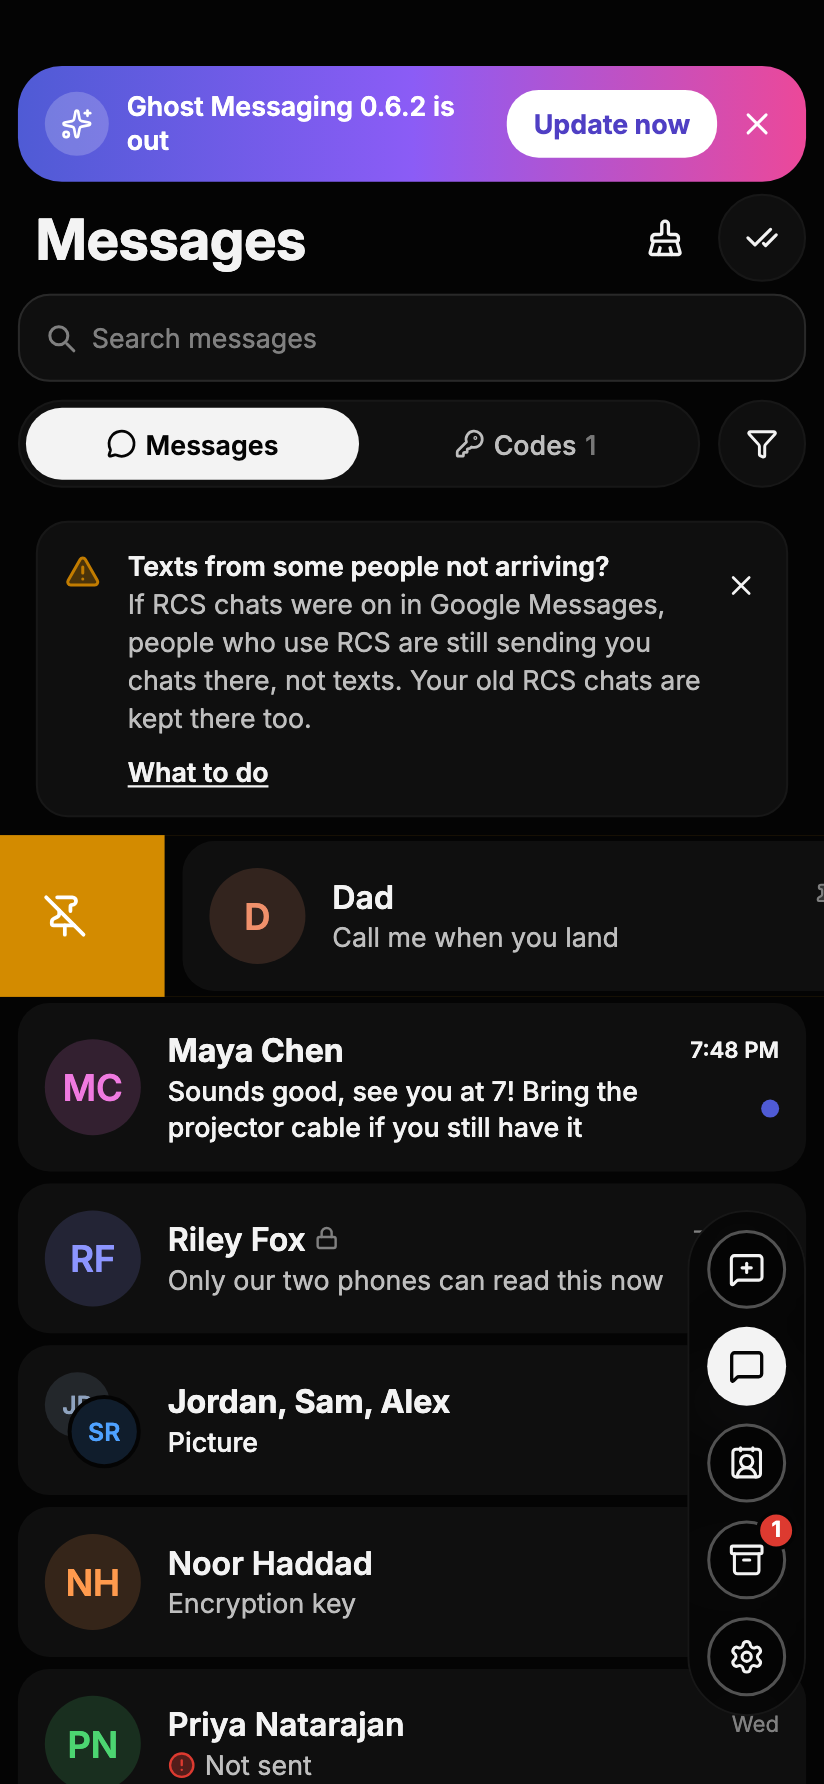 Ghost Messaging 0.6.2 is
out
Update now
Messages
Search messages
Messages
Codes 1
Texts from some people not arriving?
If RCS chats were on in Google Messages,
people who use RCS are still sending you
chats there, not texts. Your old RCS chats are
kept there too.
What to do
D
Dad
Call me when you land
MC
Maya Chen
7:48 PM
Sounds good, see you at 7! Bring the
projector cable if you still have it
RF
Riley Fox
Only our two phones can read this now
SR
Jordan, Sam, Alex
Picture
NH
Noor Haddad
Encryption key
1
PN
Priya Natarajan
Wed
Not sent